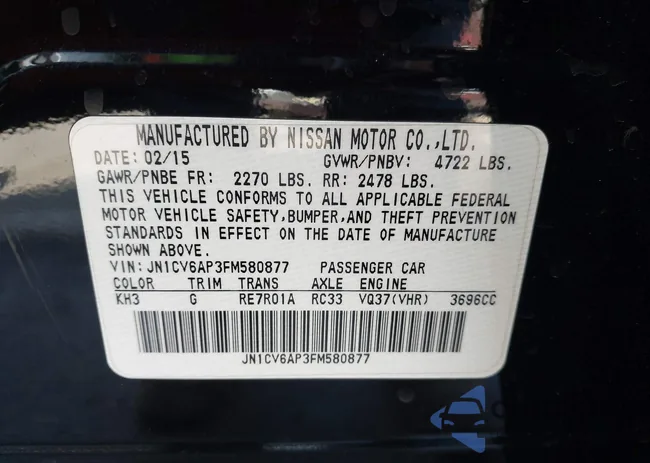 MANUFACTURED BY NISSAN MOTOR CO.,LTD.
DATE: 02/15 GVWR/PNBV: 4722 LBS.
GAWR/PNBE FR: 2270 LBS. RR: 2478 LBS.
THIS VEHICLE CONFORMS TO ALL APPLICABLE FEDERAL
MOTOR VEHICLE SAFETY,BUMPER,AND THEFT PREVENTION
STANDARDS IN EFFECT ON THE DATE OF MANUFACTURE
SHOWN ABOVE.
VIN: JN1CV6AP3FM580877 PASSENGER CAR
COLOR TRIM TRANS AXLE ENGINE
KH3 G RE7R01A RC33 VQ37(VHR) 3696CC
JN1CV6AP3FM580877